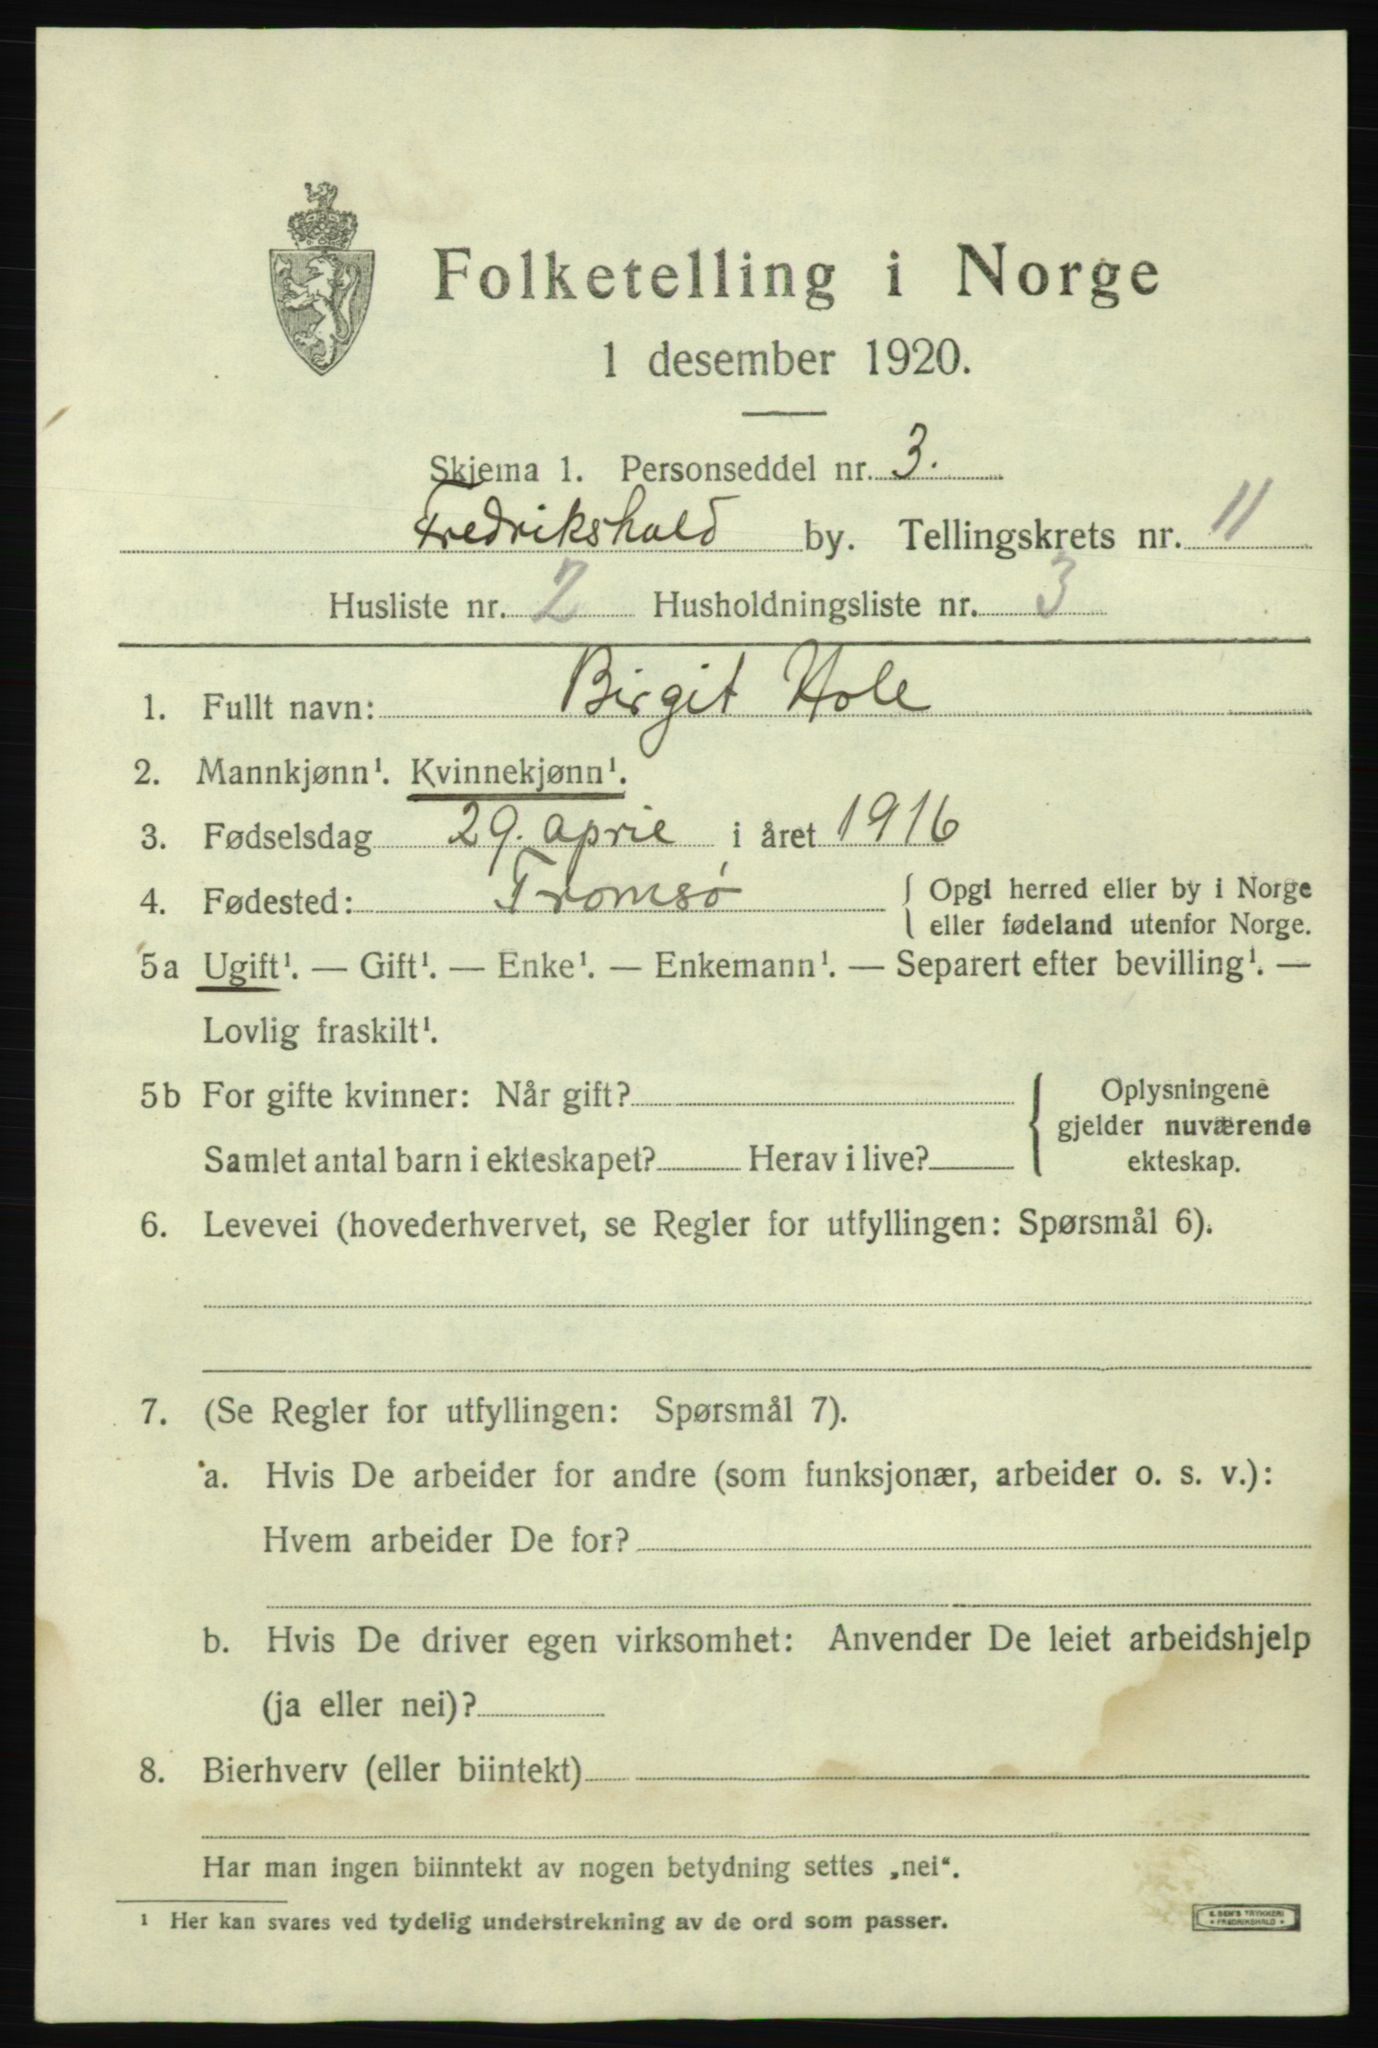 Folketelling i Norge
1 desember 1920.
Skjema 1. Personseddel nr. 3.
Fredrikshald by. Tellingskrets nr. 11
Husliste nr. 2 Husholdningsliste nr. 3
1. Fullt navn: Birgit Hole
2. Mannkjønn¹. Kvinnekjønn¹.
3. Fødselsdag 29. april i året 1916
4. Fødested: Tromsø { Opgi herred eller by i Norge
eller fødeland utenfor Norge.
5a Ugift¹. — Gift¹. — Enke¹. — Enkemann¹. — Separert efter bevilling¹. —
Lovlig fraskilt¹.
5b For gifte kvinner: Når gift? { Oplysningene
gjelder nuværende
Samlet antal barn i ekteskapet? Herav i live? ekteskap.
6. Levevei (hovederhvervet, se Regler for utfyllingen: Spørsmål 6).
7. (Se Regler for utfyllingen: Spørsmål 7).
a. Hvis De arbeider for andre (som funksjonær, arbeider o. s. v.):
Hvem arbeider De for?
b. Hvis De driver egen virksomhet: Anvender De leiet arbeidshjelp
(ja eller nei)?
8. Bierhverv (eller biintekt)
Har man ingen biinntekt av nogen betydning settes „nei“.
¹ Her kan svares ved tydelig understrekning av de ord som passer.
TRYKKERI
• FREDRIKSHALD •